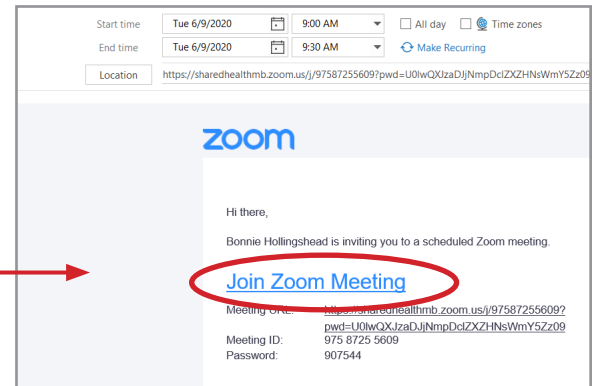 Start time Tue 6/9/2020 9:00 AM All day Time zones
End time Tue 6/9/2020 9:30 AM Make Recurring
Location https://sharedhealthmb.zoom.us/j/97587255609?pwd=U0lwQXJzaDJjNmpDclZXZHNsWmY5Zz09
zoom
Hi there,
Bonnie Hollingshead is inviting you to a scheduled Zoom meeting.
Join Zoom Meeting
Meeting URL: https://sharedhealthmb.zoom.us/j/97587255609?
pwd=U0lwQXJzaDJjNmpDclZXZHNsWmY5Zz09
Meeting ID: 975 8725 5609
Password: 907544